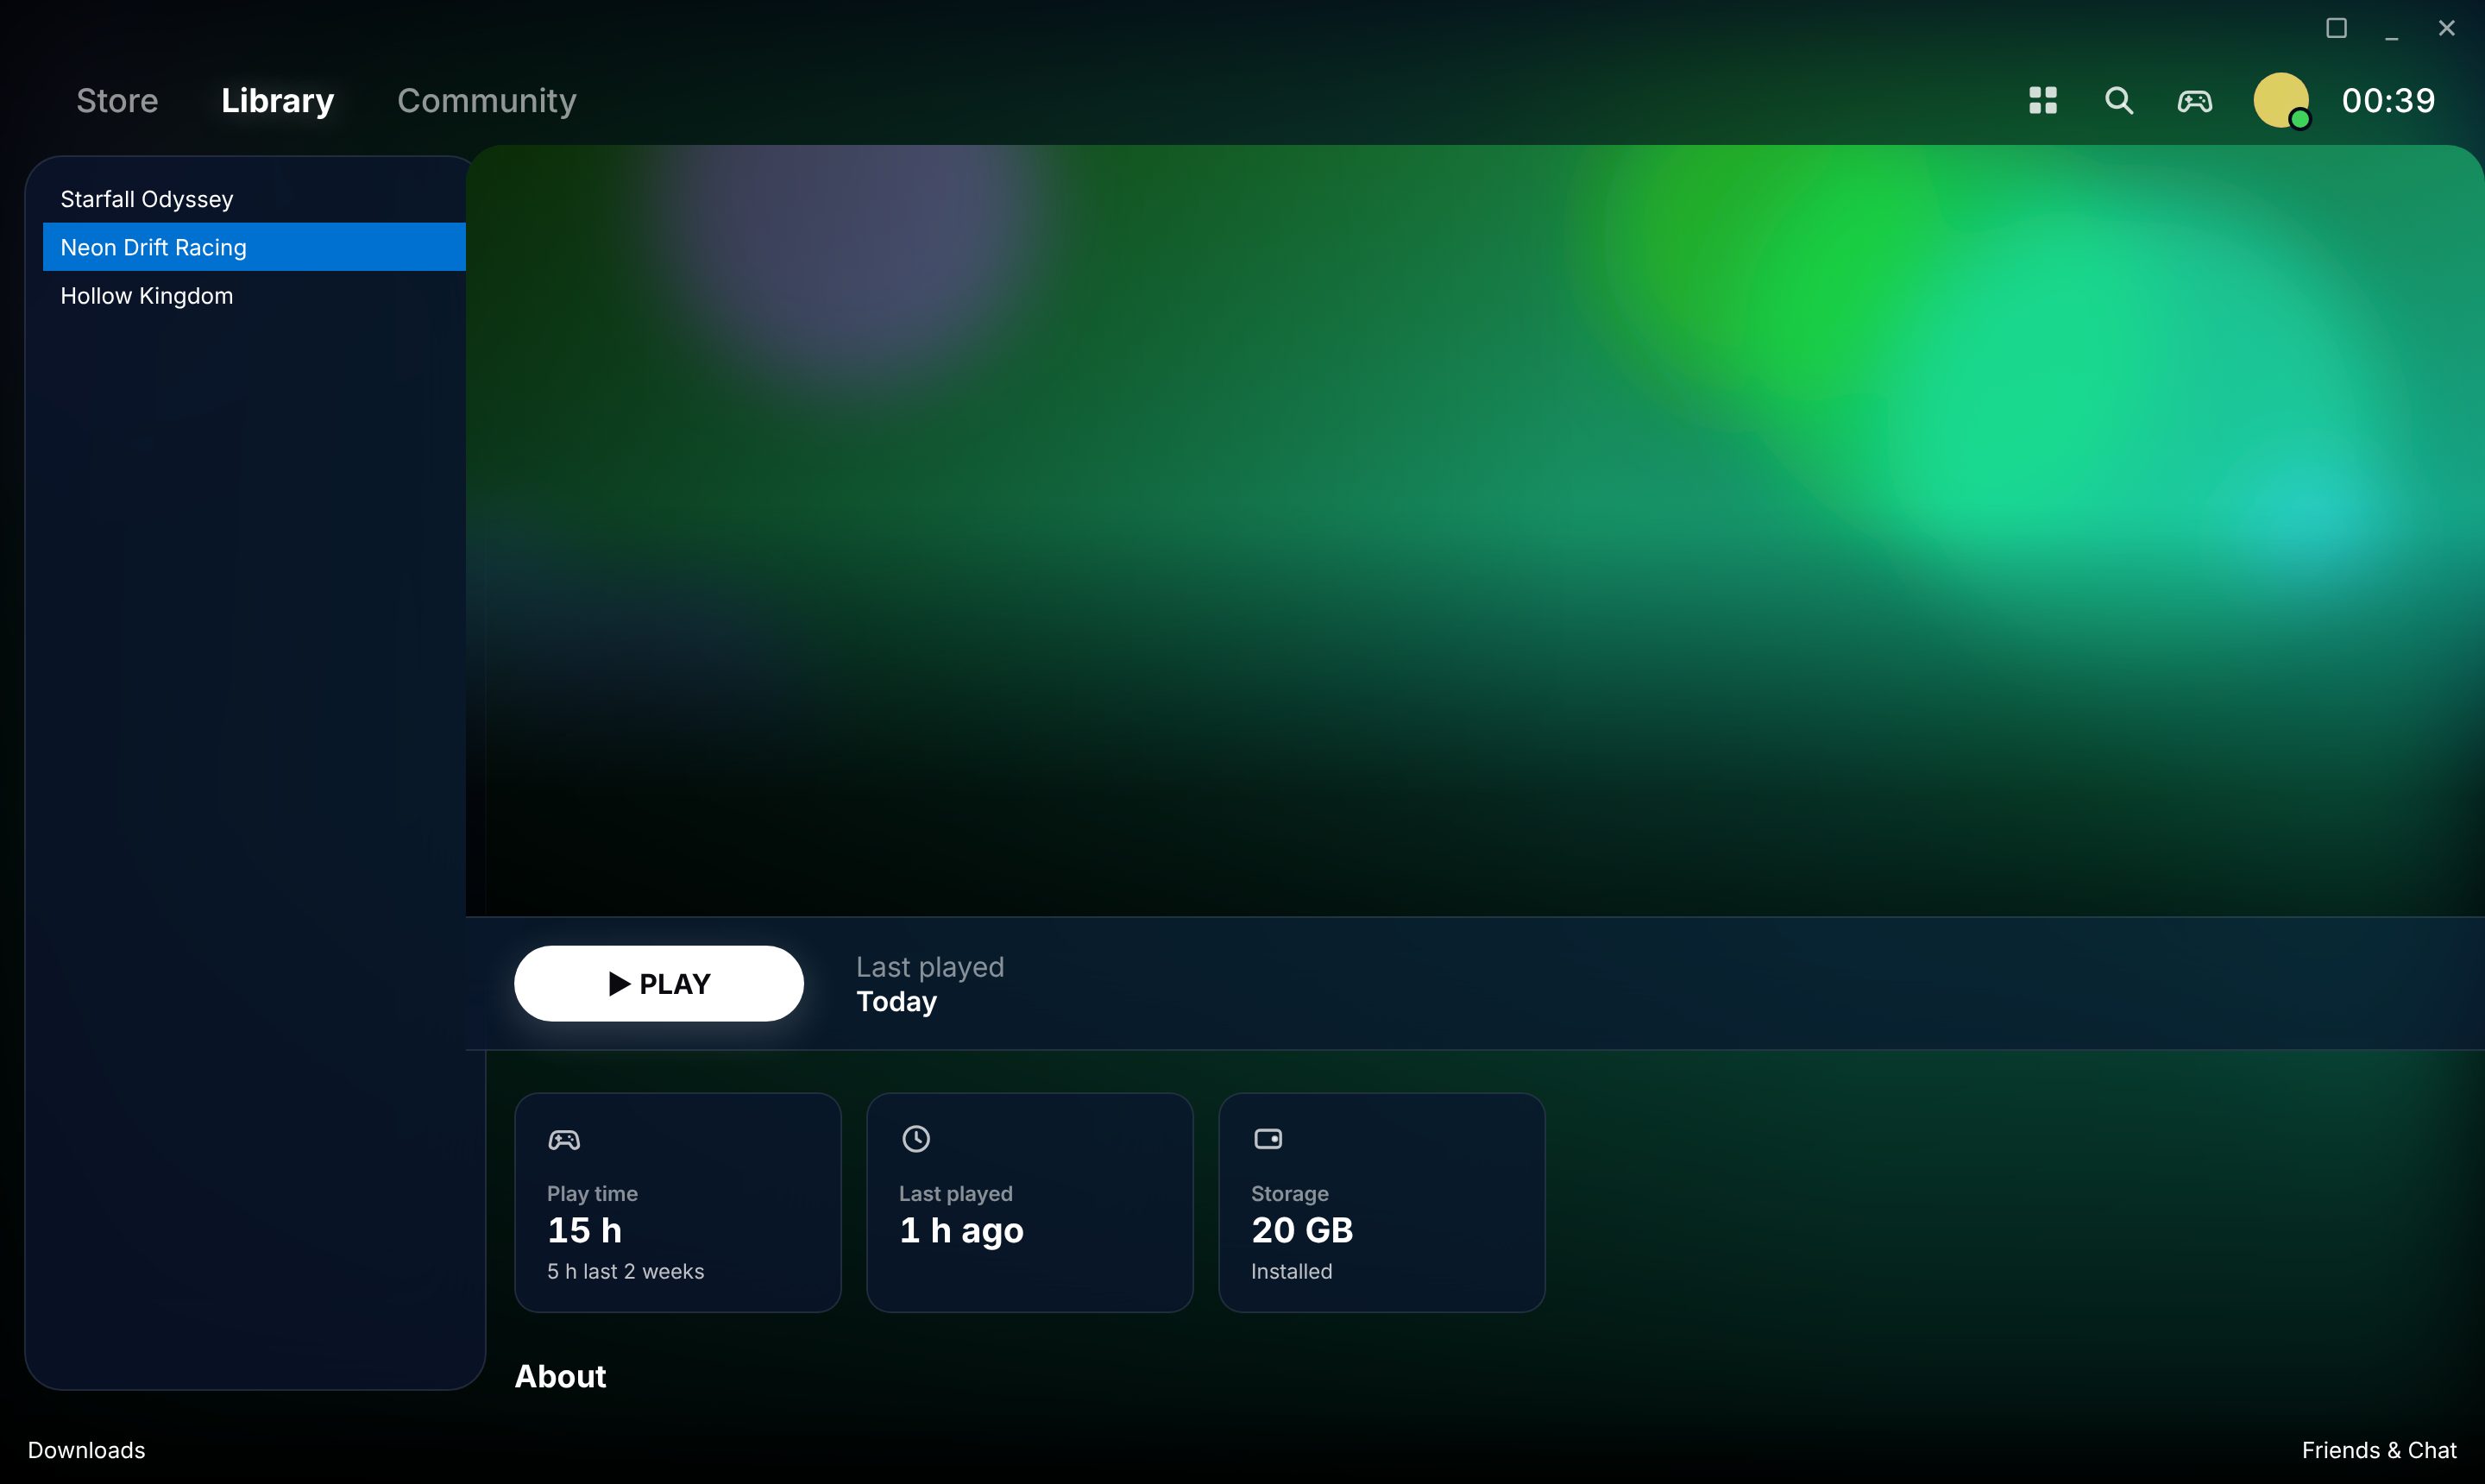 Store Library Community 00:39
Starfall Odyssey
Neon Drift Racing
Hollow Kingdom
PLAY
Last played
Today
Play time
15 h
5 h last 2 weeks
Last played
1 h ago
Storage
20 GB
Installed
About
Downloads
Friends & Chat